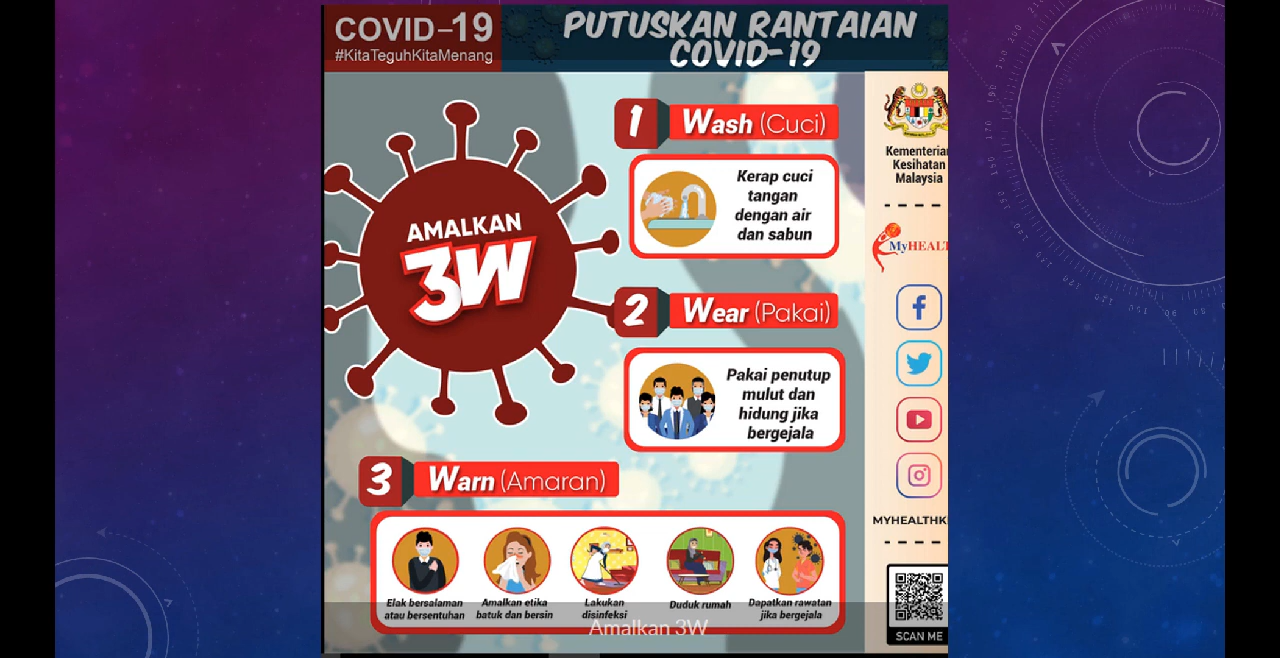 COVID-19
#KitaTeguhKitaMenang
PUTUSKAN RANTAIAN
COVID-19
AMALKAN
3W
1 Wash (Cuci)
Kerap cuci
tangan
dengan air
dan sabun
2 Wear (Pakai)
Pakai penutup
mulut dan
hidung jika
bergejala
3 Warn (Amaran)
Elak bersalaman
atau bersentuhan
Amalkan etika
batuk dan bersin
Lakukan
disinfeksi
Duduk rumah
Dapatkan rawatan
jika bergejala
Kementerian
Kesihatan
Malaysia
MyHEALT
MYHEALTHK
SCAN ME
Amalkan 3W